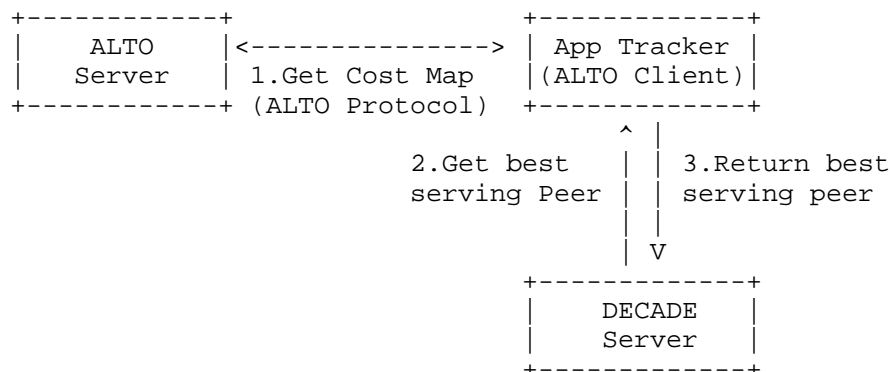 ALTO
Server
1.Get Cost Map
(ALTO Protocol)
App Tracker
(ALTO Client)
2.Get best
serving Peer
3.Return best
serving peer
DECADE
Server